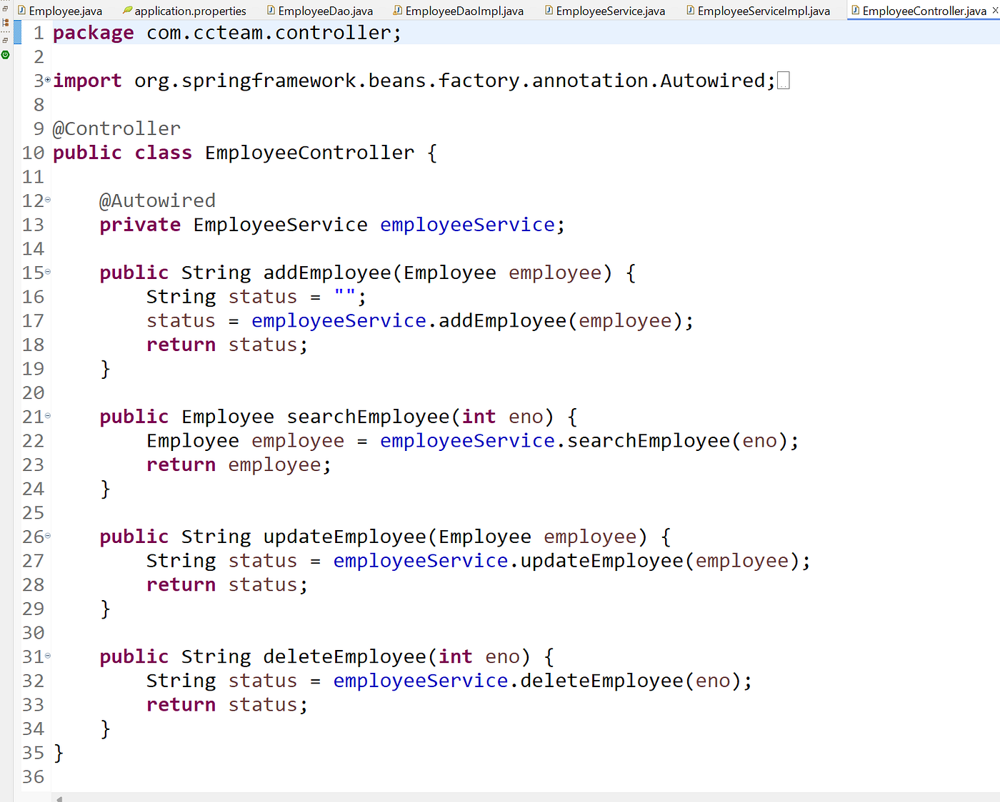 Employee.java application.properties EmployeeDao.java EmployeeDaoImpl.java EmployeeService.java EmployeeServiceImpl.java EmployeeController.java
1 package com.ccteam.controller;
2
3 import org.springframework.beans.factory.annotation.Autowired;
8
9 @Controller
10 public class EmployeeController {
11
12 @Autowired
13 private EmployeeService employeeService;
14
15 public String addEmployee(Employee employee) {
16 String status = "";
17 status = employeeService.addEmployee(employee);
18 return status;
19 }
20
21 public Employee searchEmployee(int eno) {
22 Employee employee = employeeService.searchEmployee(eno);
23 return employee;
24 }
25
26 public String updateEmployee(Employee employee) {
27 String status = employeeService.updateEmployee(employee);
28 return status;
29 }
30
31 public String deleteEmployee(int eno) {
32 String status = employeeService.deleteEmployee(eno);
33 return status;
34 }
35 }
36